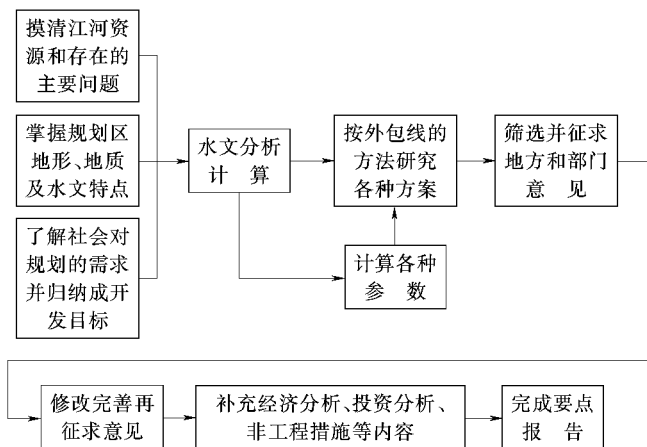 摸清江河资
源和存在的
主要问题
掌握规划区
地形、地质
及水文特点
了解社会对
规划的需求
并归纳成开
发目标
水文分析
计 算
按外包线的
方法研究
各种方案
计算各种
参 数
筛选并征求
地方和部门
意 见
修改完善再
征求意见
补充经济分析、投资分析、
非工程措施等内容
完成要点
报 告